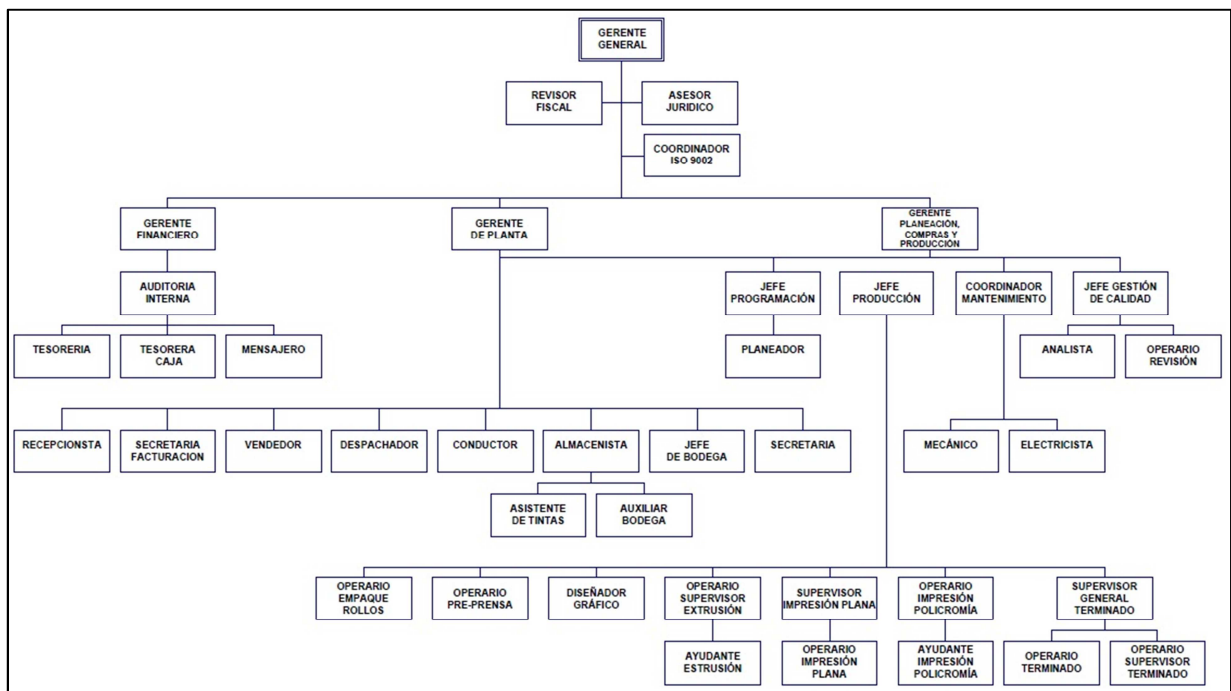 GERENTE
GENERAL
REVISOR
FISCAL
ASESOR
JURIDICO
COORDINADOR
ISO 9002
GERENTE
FINANCIERO
GERENTE
DE PLANTA
GERENTE
PLANEACIÓN,
COMPRAS Y
PRODUCCIÓN
AUDITORIA
INTERNA
JEFE
PROGRAMACIÓN
JEFE
PRODUCCIÓN
COORDINADOR
MANTENIMIENTO
JEFE GESTIÓN
DE CALIDAD
TESORERIA
TESORERA
CAJA
MENSAJERO
PLANEADOR
ANALISTA
OPERARIO
REVISIÓN
RECEPCIONSTA
SECRETARIA
FACTURACION
VENDEDOR
DESPACHADOR
CONDUCTOR
ALMACENISTA
JEFE
DE BODEGA
SECRETARIA
MECÁNICO
ELECTRICISTA
ASISTENTE
DE TINTAS
AUXILIAR
BODEGA
OPERARIO
EMPAQUE
ROLLOS
OPERARIO
PRE-PRENSA
DISEÑADOR
GRÁFICO
OPERARIO
SUPERVISOR
EXTRUSIÓN
SUPERVISOR
IMPRESIÓN PLANA
OPERARIO
IMPRESIÓN
POLICROMÍA
SUPERVISOR
GENERAL
TERMINADO
AYUDANTE
ESTRUSIÓN
OPERARIO
IMPRESIÓN
PLANA
AYUDANTE
IMPRESIÓN
POLICROMÍA
OPERARIO
TERMINADO
OPERARIO
SUPERVISOR
TERMINADO